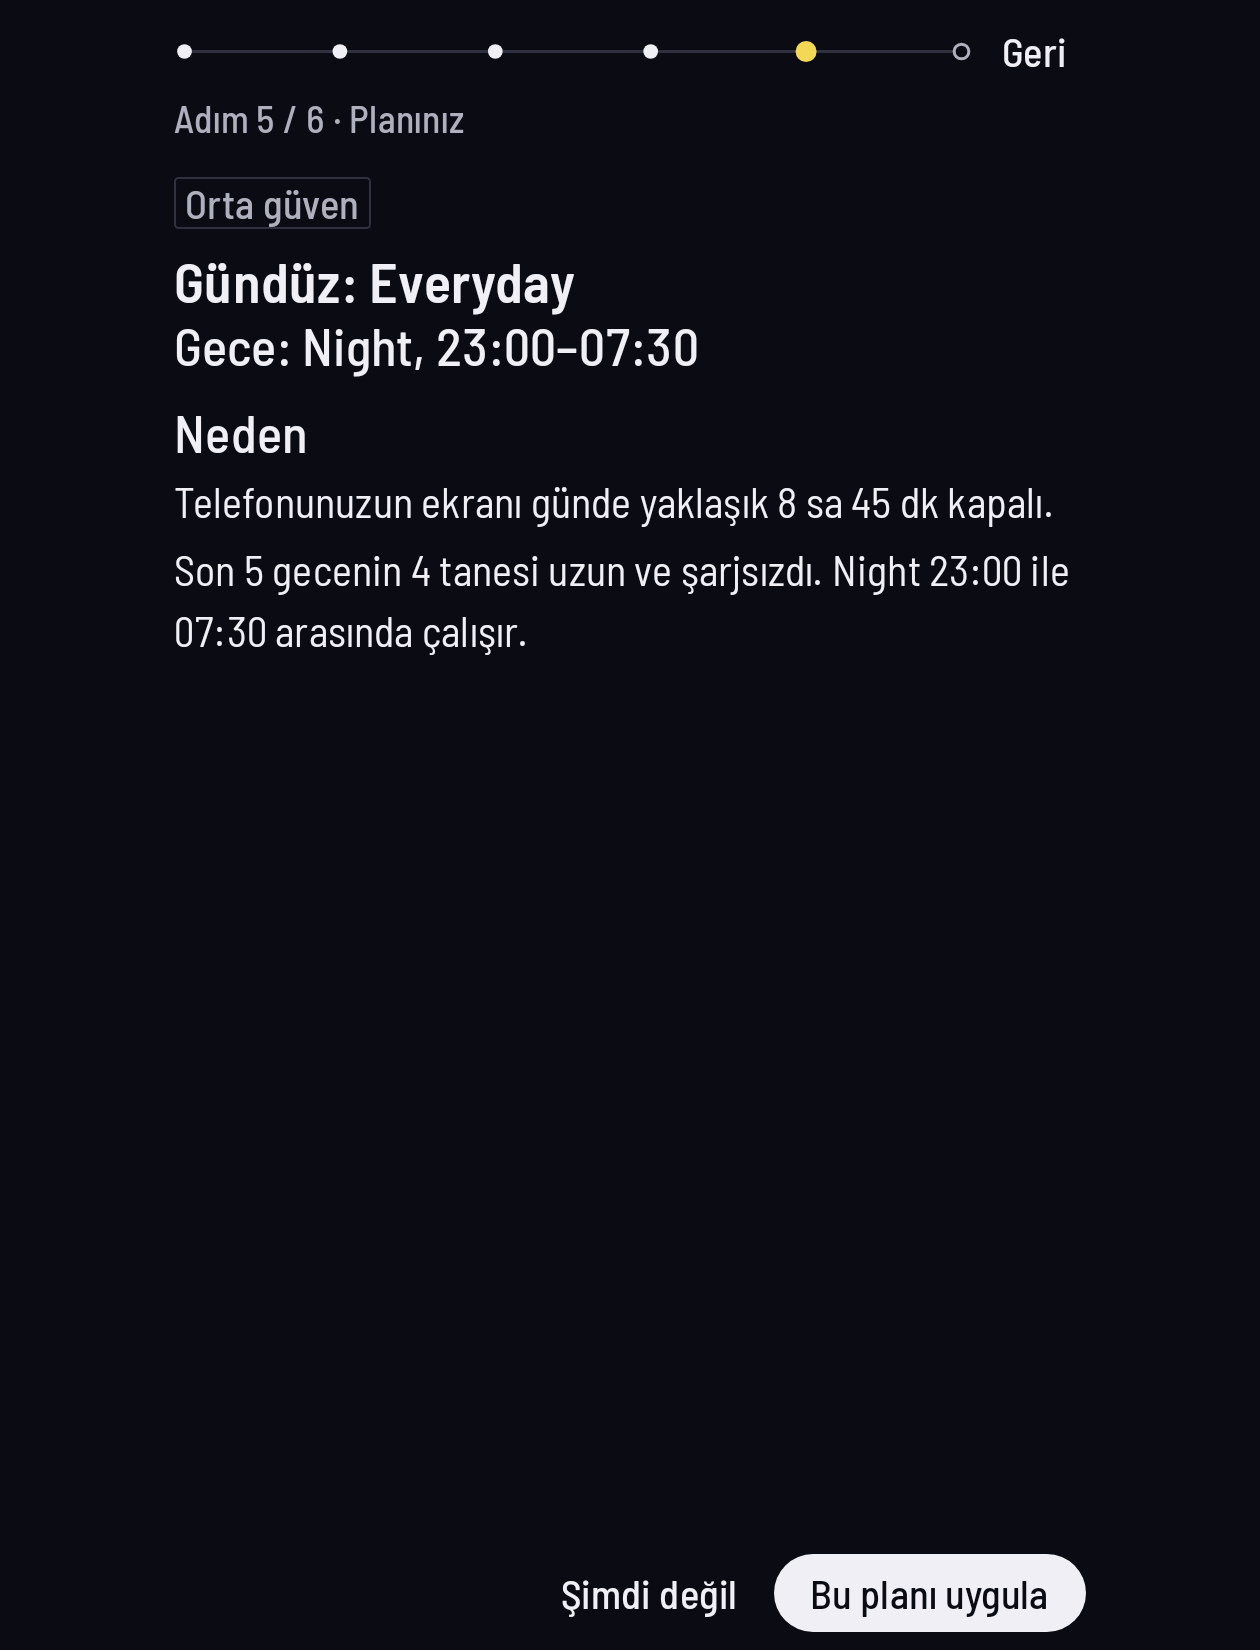 Geri
Adım 5 / 6 · Planınız
Orta güven
Gündüz: Everyday
Gece: Night, 23:00–07:30
Neden
Telefonunuzun ekranı günde yaklaşık 8 sa 45 dk kapalı.
Son 5 gecenin 4 tanesi uzun ve şarjsızdı. Night 23:00 ile
07:30 arasında çalışır.
Şimdi değil
Bu planı uygula